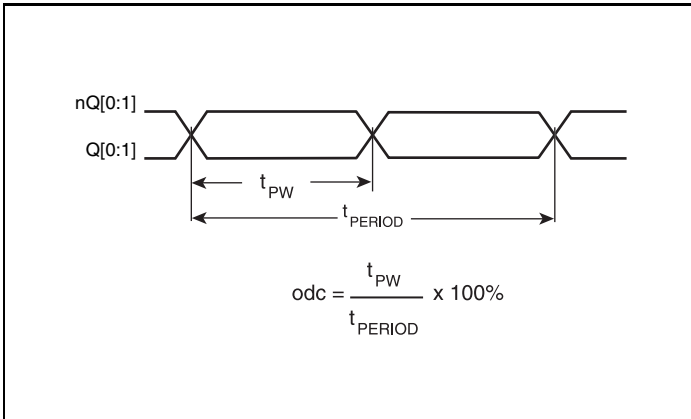 nQ[0:1]
Q[0:1]
tPW
tPERIOD
odc = tPW / tPERIOD x 100%